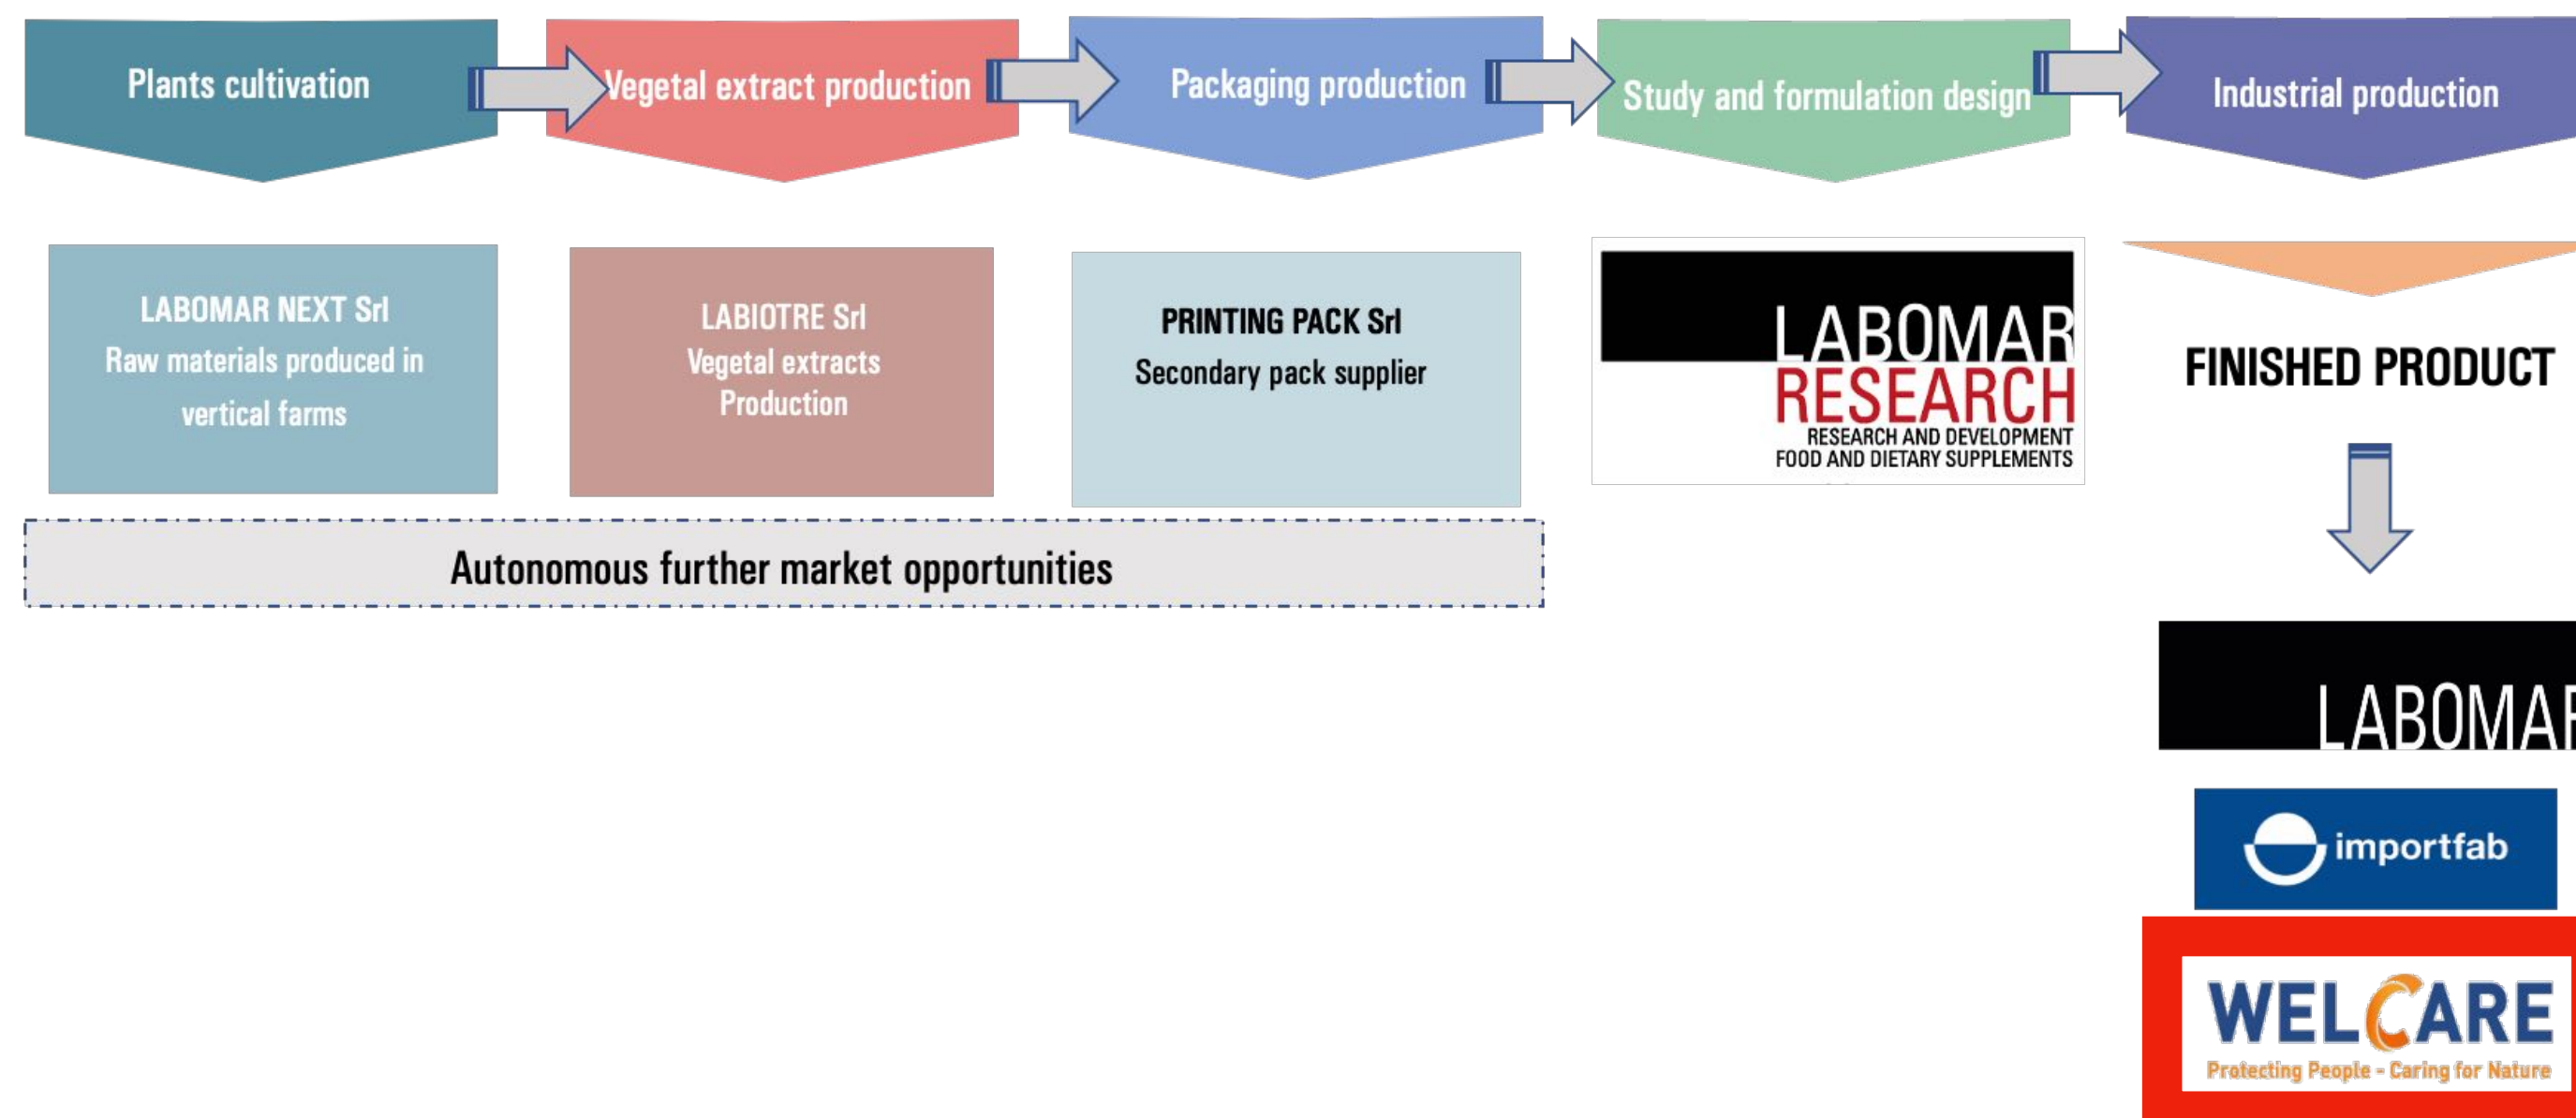 Plants cultivation
Vegetal extract production
Packaging production
Study and formulation design
Industrial production
LABOMAR NEXT Srl
Raw materials produced in
vertical farms
LABIOTRE Srl
Vegetal extracts
Production
PRINTING PACK Srl
Secondary pack supplier
LABOMAR
RESEARCH
RESEARCH AND DEVELOPMENT
FOOD AND DIETARY SUPPLEMENTS
FINISHED PRODUCT
Autonomous further market opportunities
LABOMAR
importfab
WELCARE
Protecting People - Caring for Nature